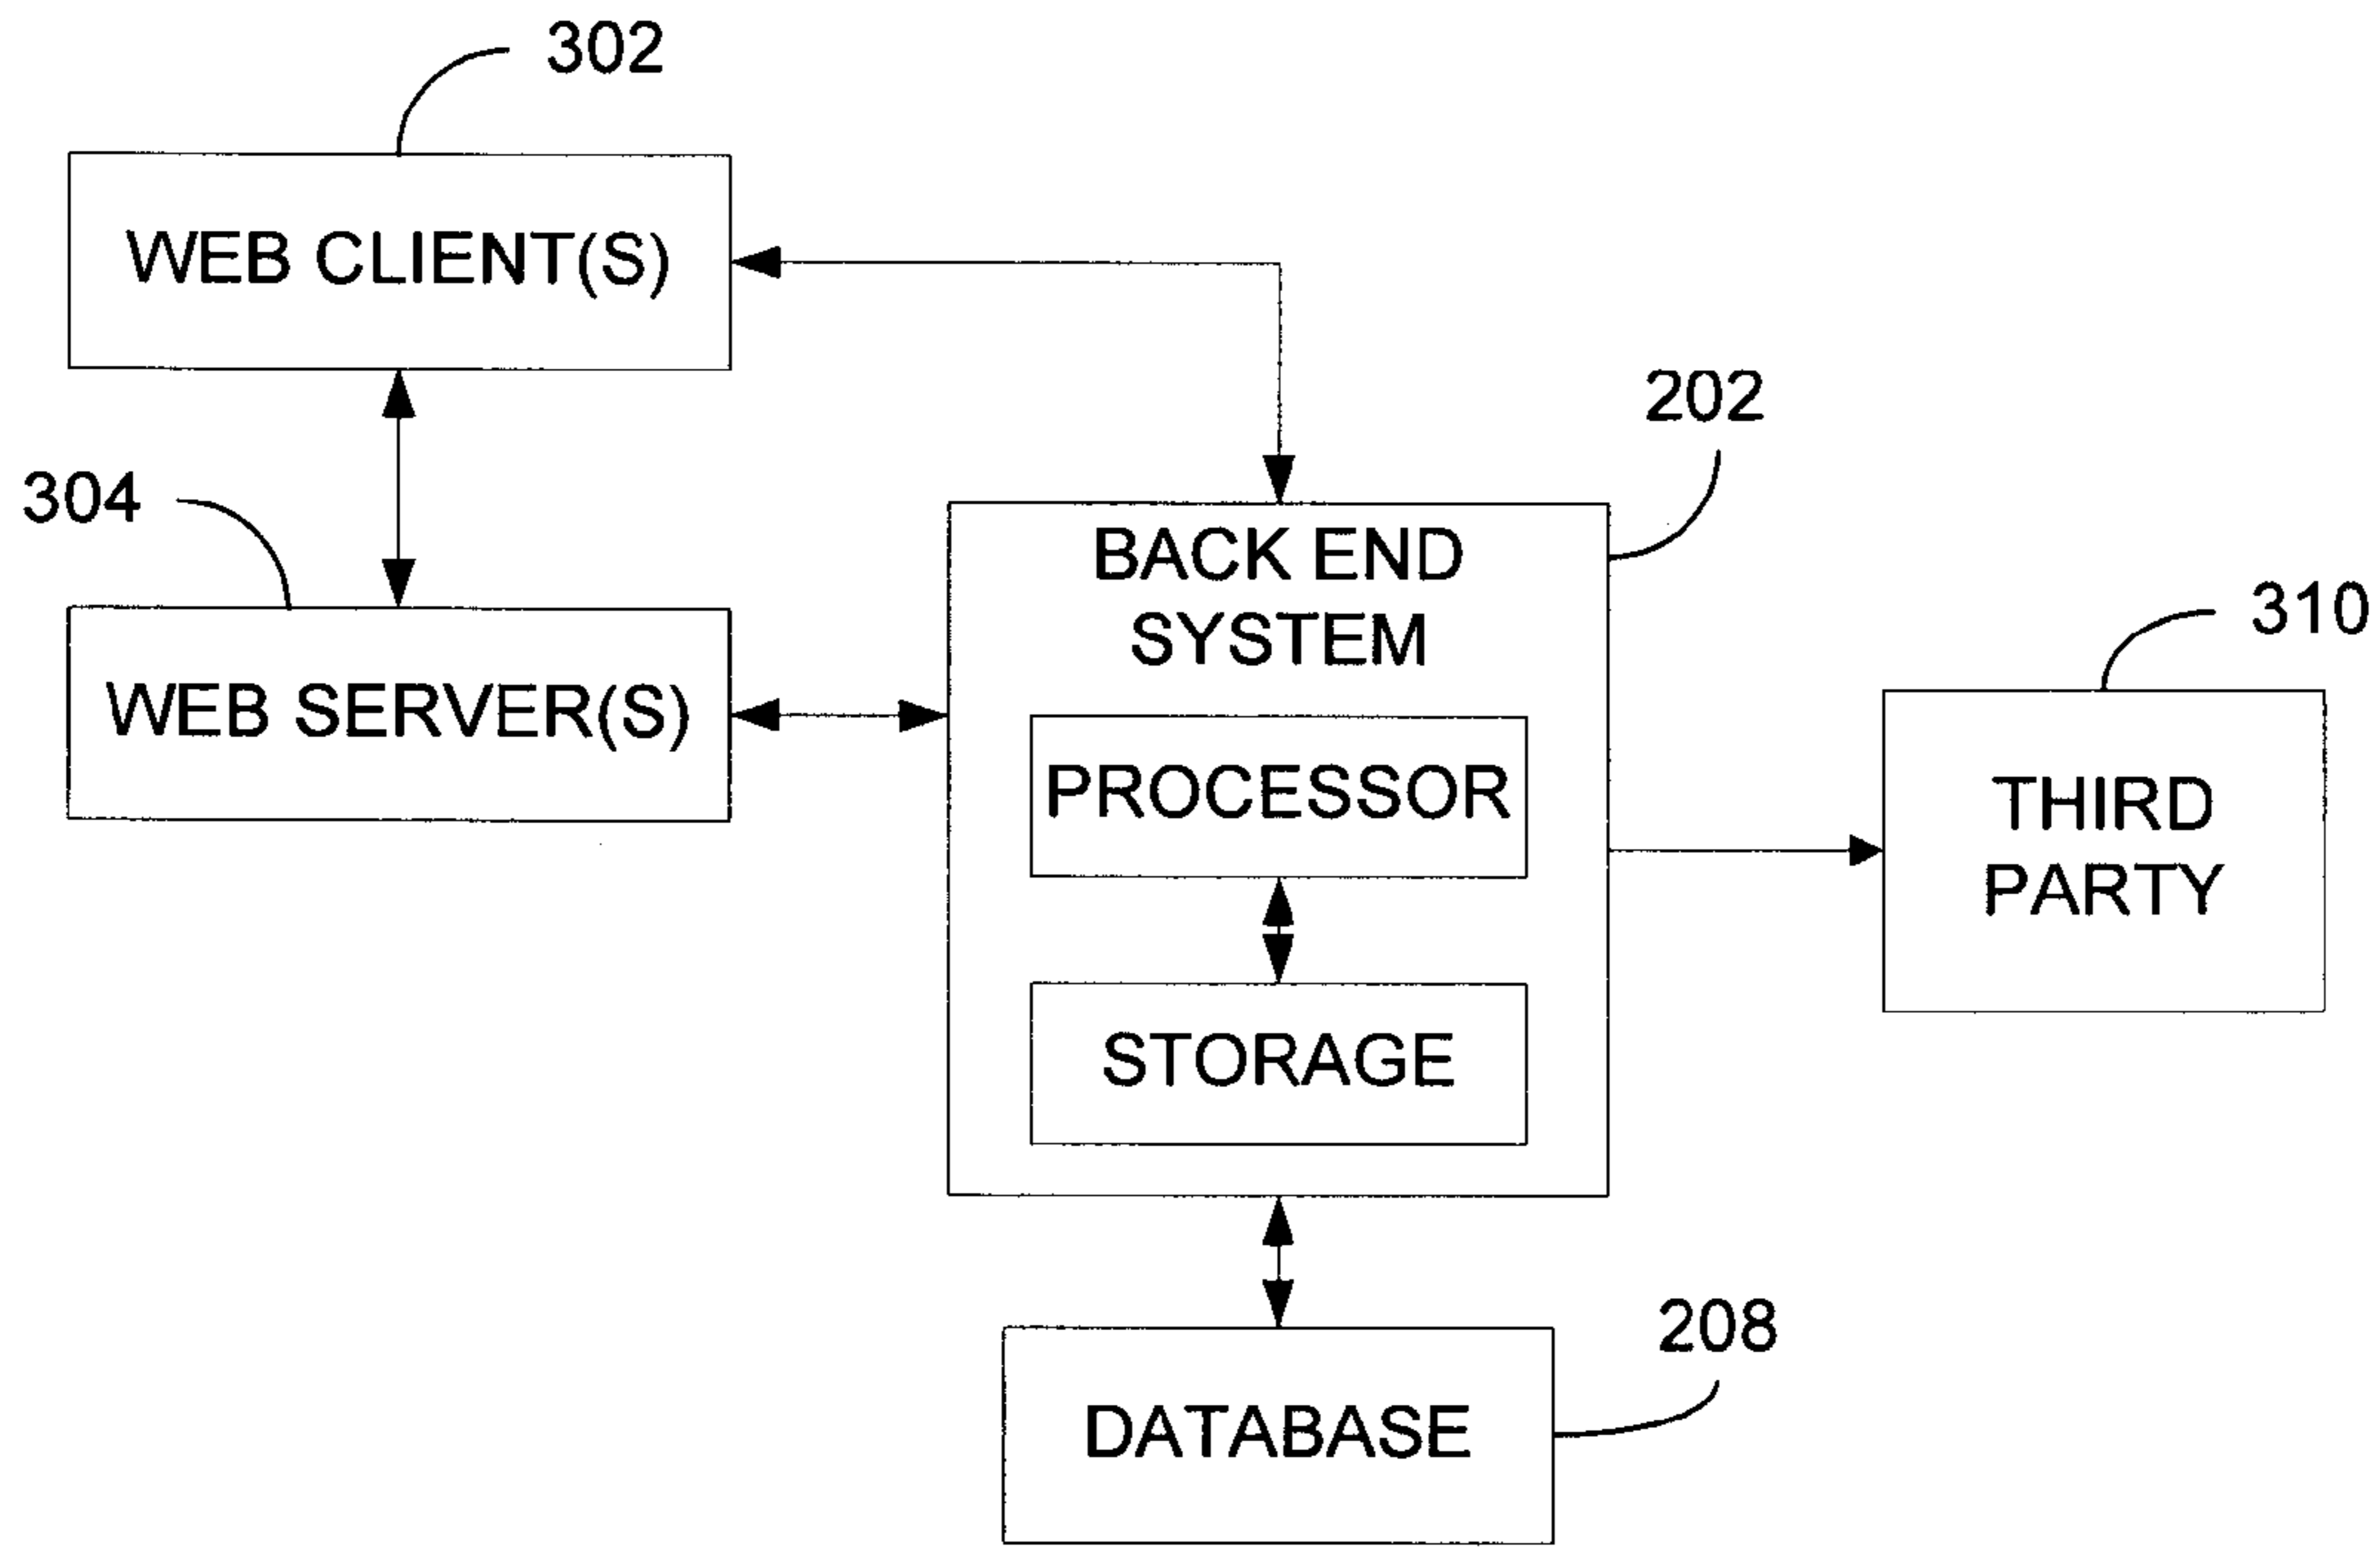 302
WEB CLIENT(S)
202
304
BACK END
SYSTEM
310
WEB SERVER(S)
PROCESSOR
THIRD
PARTY
STORAGE
208
DATABASE